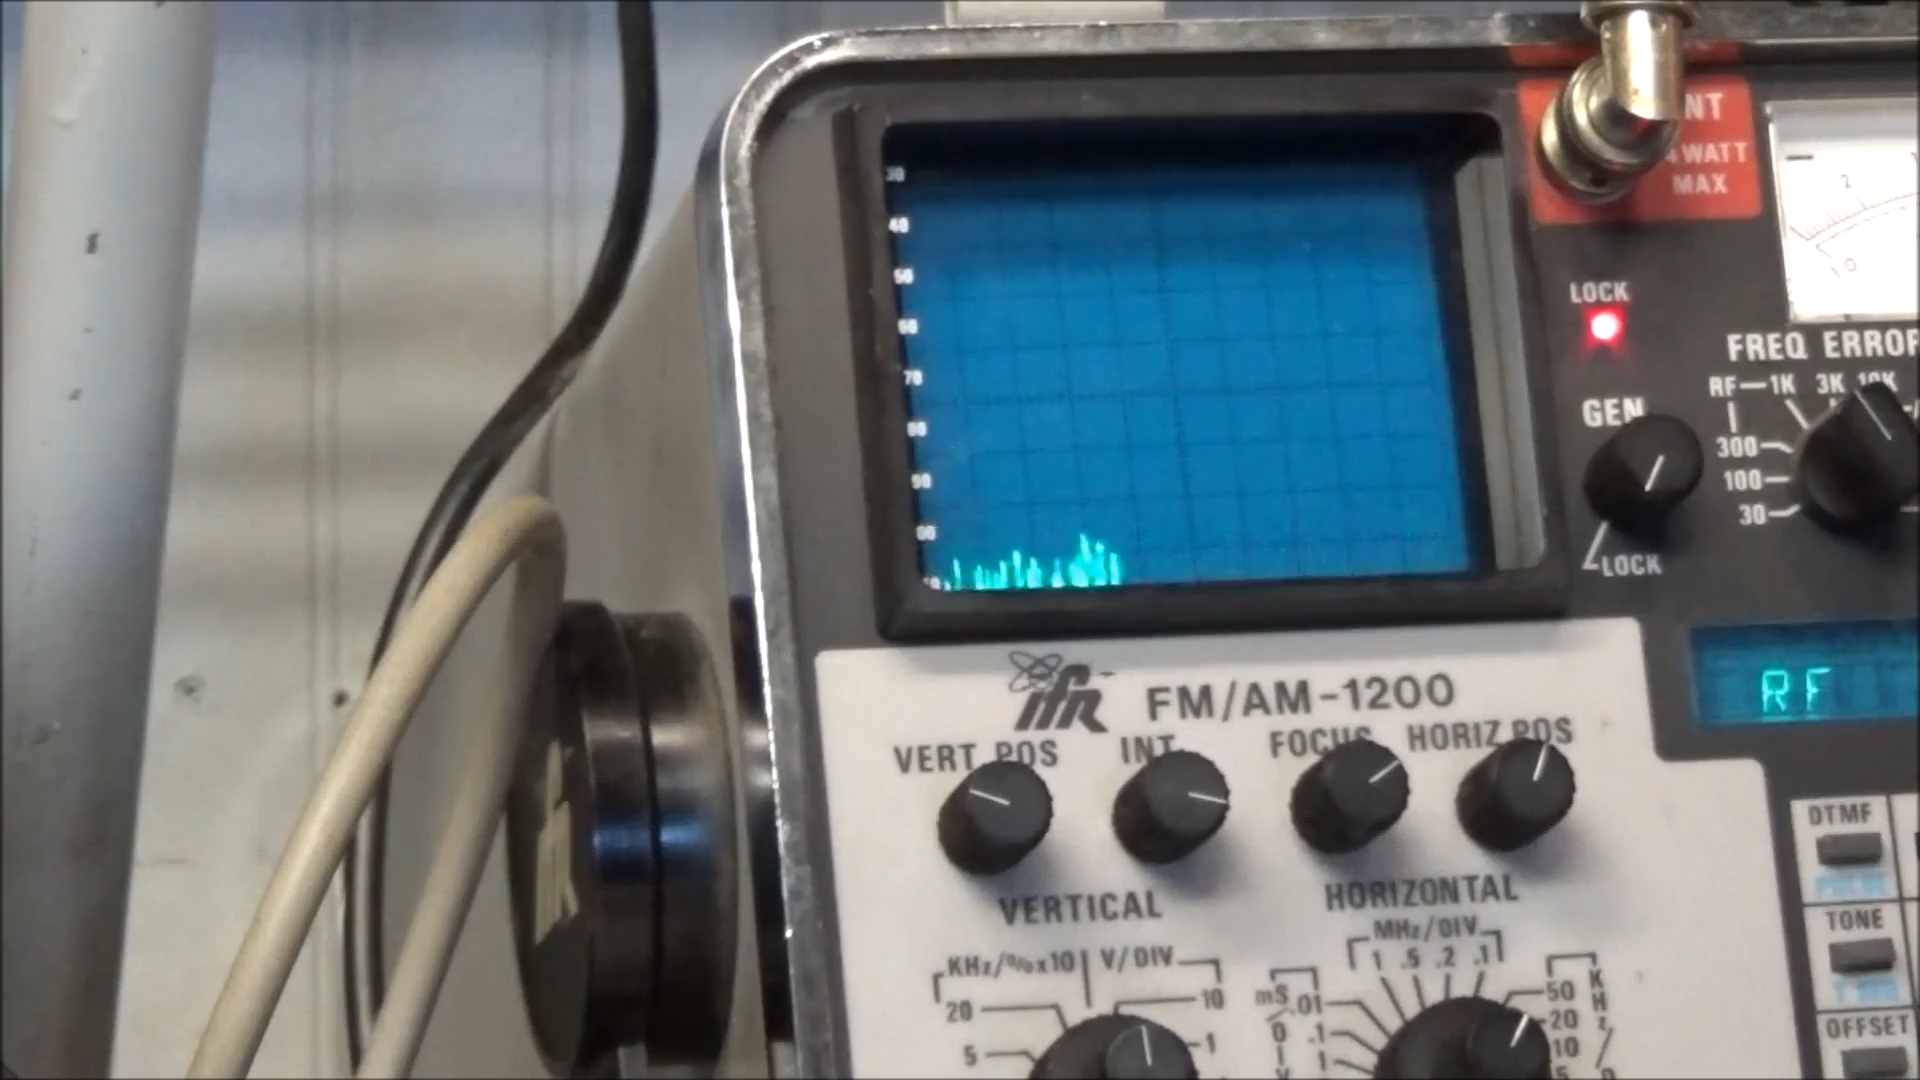 30
40
50
60
70
80
90
NT
4 WATT
MAX
2
10
LOCK
FREQ ERROR
RF 1K 3K 10K
GEN
300
100
30
LOCK
RF
ifr FM/AM-1200
VERT POS INT FOCUS HORIZ POS
VERTICAL HORIZONTAL
MHz/DIV
KHz/%x10 V/DIV 1 .5 .2 .1
20 10 mS .01 50 KHz/D
5 1 .1 20
1 10
5
DTMF
TONE
OFFSET